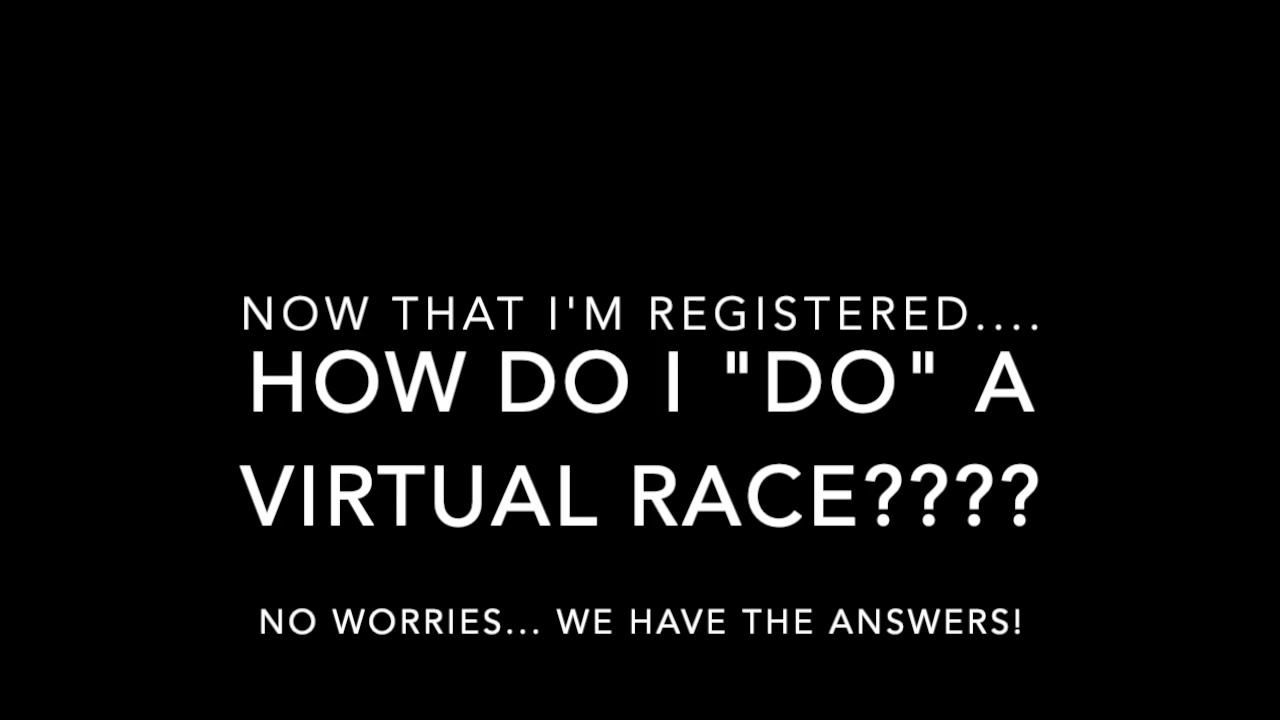 NOW THAT I'M REGISTERED....
HOW DO I "DO" A
VIRTUAL RACE????
NO WORRIES... WE HAVE THE ANSWERS!